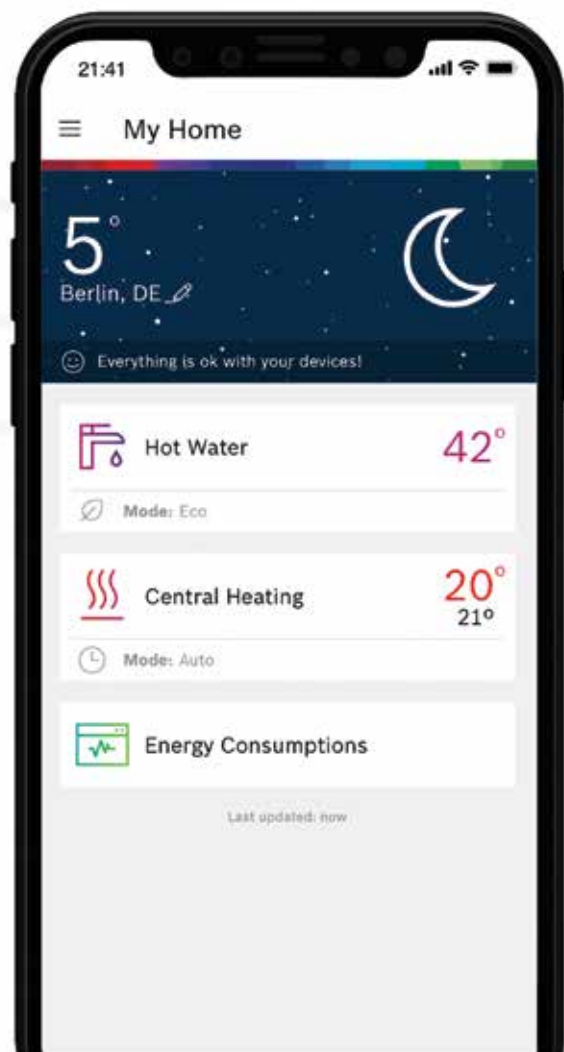 21:41
My Home
5°
Berlin, DE
Everything is ok with your devices!
Hot Water
42°
Mode: Eco
Central Heating
20°
21°
Mode: Auto
Energy Consumptions
Last updated: now